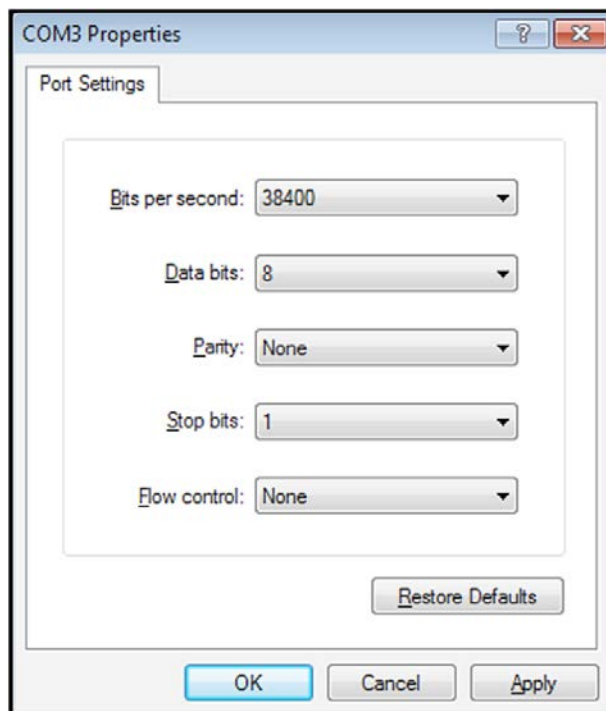 COM3 Properties
Port Settings
Bits per second: 38400
Data bits: 8
Parity: None
Stop bits: 1
Flow control: None
Restore Defaults
OK Cancel Apply